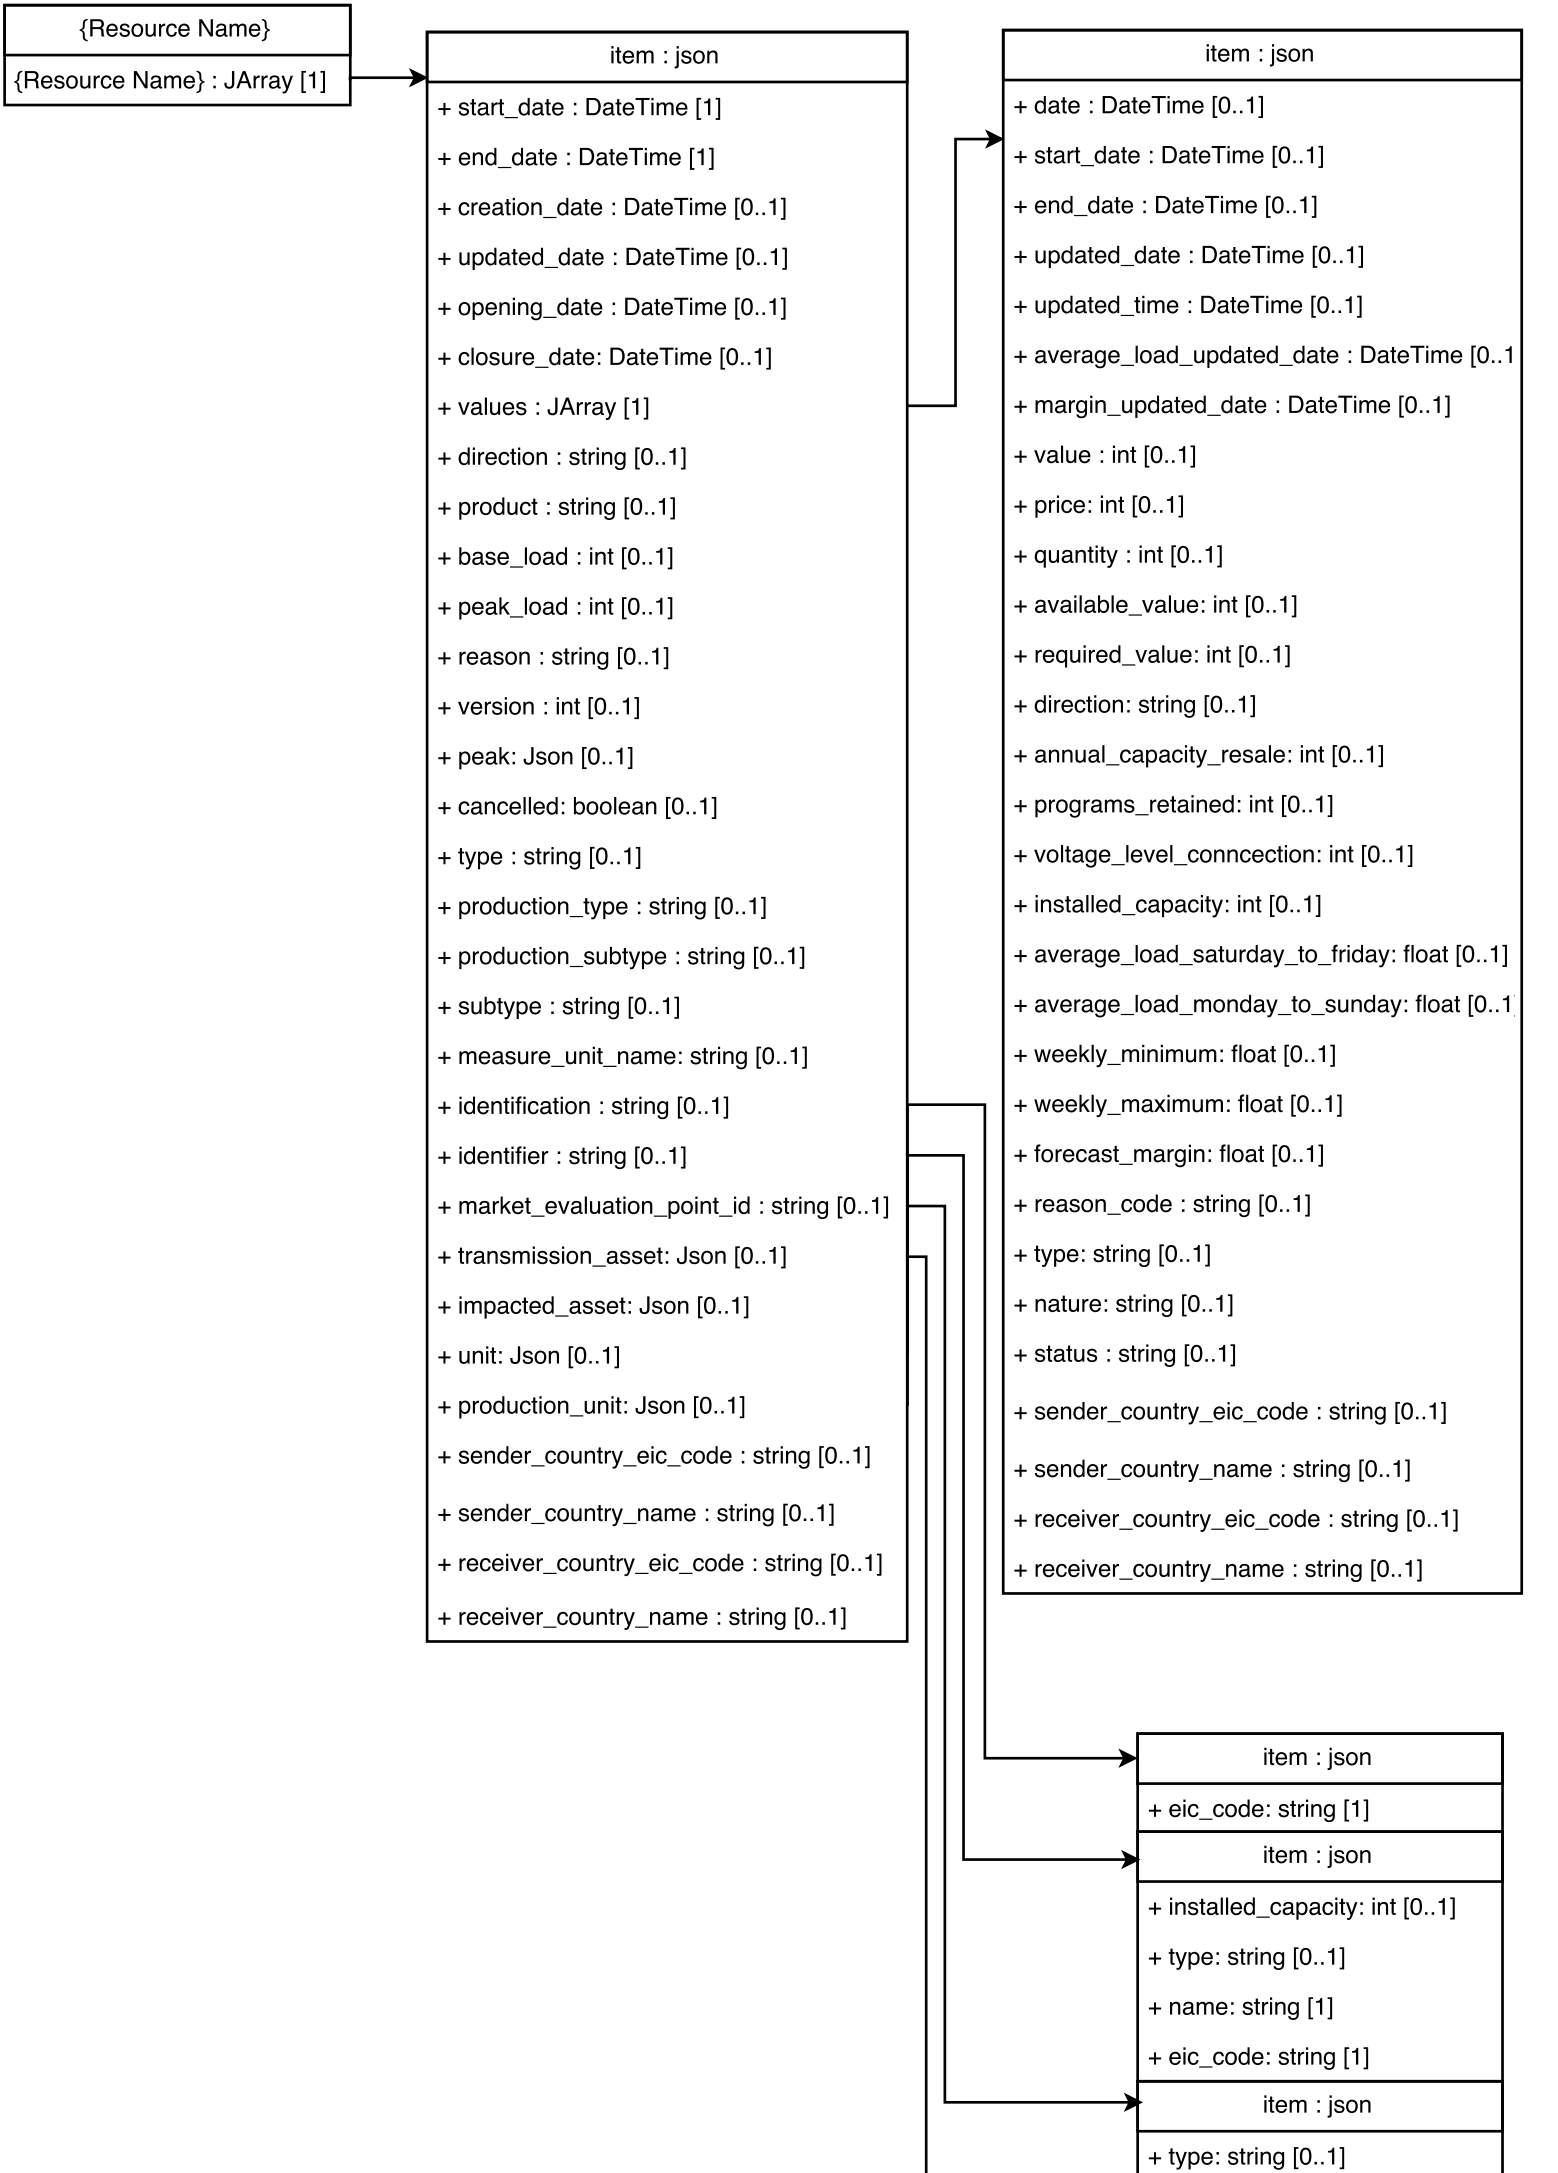 {Resource Name}
{Resource Name} : JArray [1]
item : json
+ start_date : DateTime [1]
+ end_date : DateTime [1]
+ creation_date : DateTime [0..1]
+ updated_date : DateTime [0..1]
+ opening_date : DateTime [0..1]
+ closure_date: DateTime [0..1]
+ values : JArray [1]
+ direction : string [0..1]
+ product : string [0..1]
+ base_load : int [0..1]
+ peak_load : int [0..1]
+ reason : string [0..1]
+ version : int [0..1]
+ peak: Json [0..1]
+ cancelled: boolean [0..1]
+ type : string [0..1]
+ production_type : string [0..1]
+ production_subtype : string [0..1]
+ subtype : string [0..1]
+ measure_unit_name: string [0..1]
+ identification : string [0..1]
+ identifier : string [0..1]
+ market_evaluation_point_id : string [0..1]
+ transmission_asset: Json [0..1]
+ impacted_asset: Json [0..1]
+ unit: Json [0..1]
+ production_unit: Json [0..1]
+ sender_country_eic_code : string [0..1]
+ sender_country_name : string [0..1]
+ receiver_country_eic_code : string [0..1]
+ receiver_country_name : string [0..1]
item : json
+ date : DateTime [0..1]
+ start_date : DateTime [0..1]
+ end_date : DateTime [0..1]
+ updated_date : DateTime [0..1]
+ updated_time : DateTime [0..1]
+ average_load_updated_date : DateTime [0..1
+ margin_updated_date : DateTime [0..1]
+ value : int [0..1]
+ price: int [0..1]
+ quantity : int [0..1]
+ available_value: int [0..1]
+ required_value: int [0..1]
+ direction: string [0..1]
+ annual_capacity_resale: int [0..1]
+ programs_retained: int [0..1]
+ voltage_level_conncection: int [0..1]
+ installed_capacity: int [0..1]
+ average_load_saturday_to_friday: float [0..1]
+ average_load_monday_to_sunday: float [0..1]
+ weekly_minimum: float [0..1]
+ weekly_maximum: float [0..1]
+ forecast_margin: float [0..1]
+ reason_code : string [0..1]
+ type: string [0..1]
+ nature: string [0..1]
+ status : string [0..1]
+ sender_country_eic_code : string [0..1]
+ sender_country_name : string [0..1]
+ receiver_country_eic_code : string [0..1]
+ receiver_country_name : string [0..1]
item : json
+ eic_code: string [1]
item : json
+ installed_capacity: int [0..1]
+ type: string [0..1]
+ name: string [1]
+ eic_code: string [1]
item : json
+ type: string [0..1]